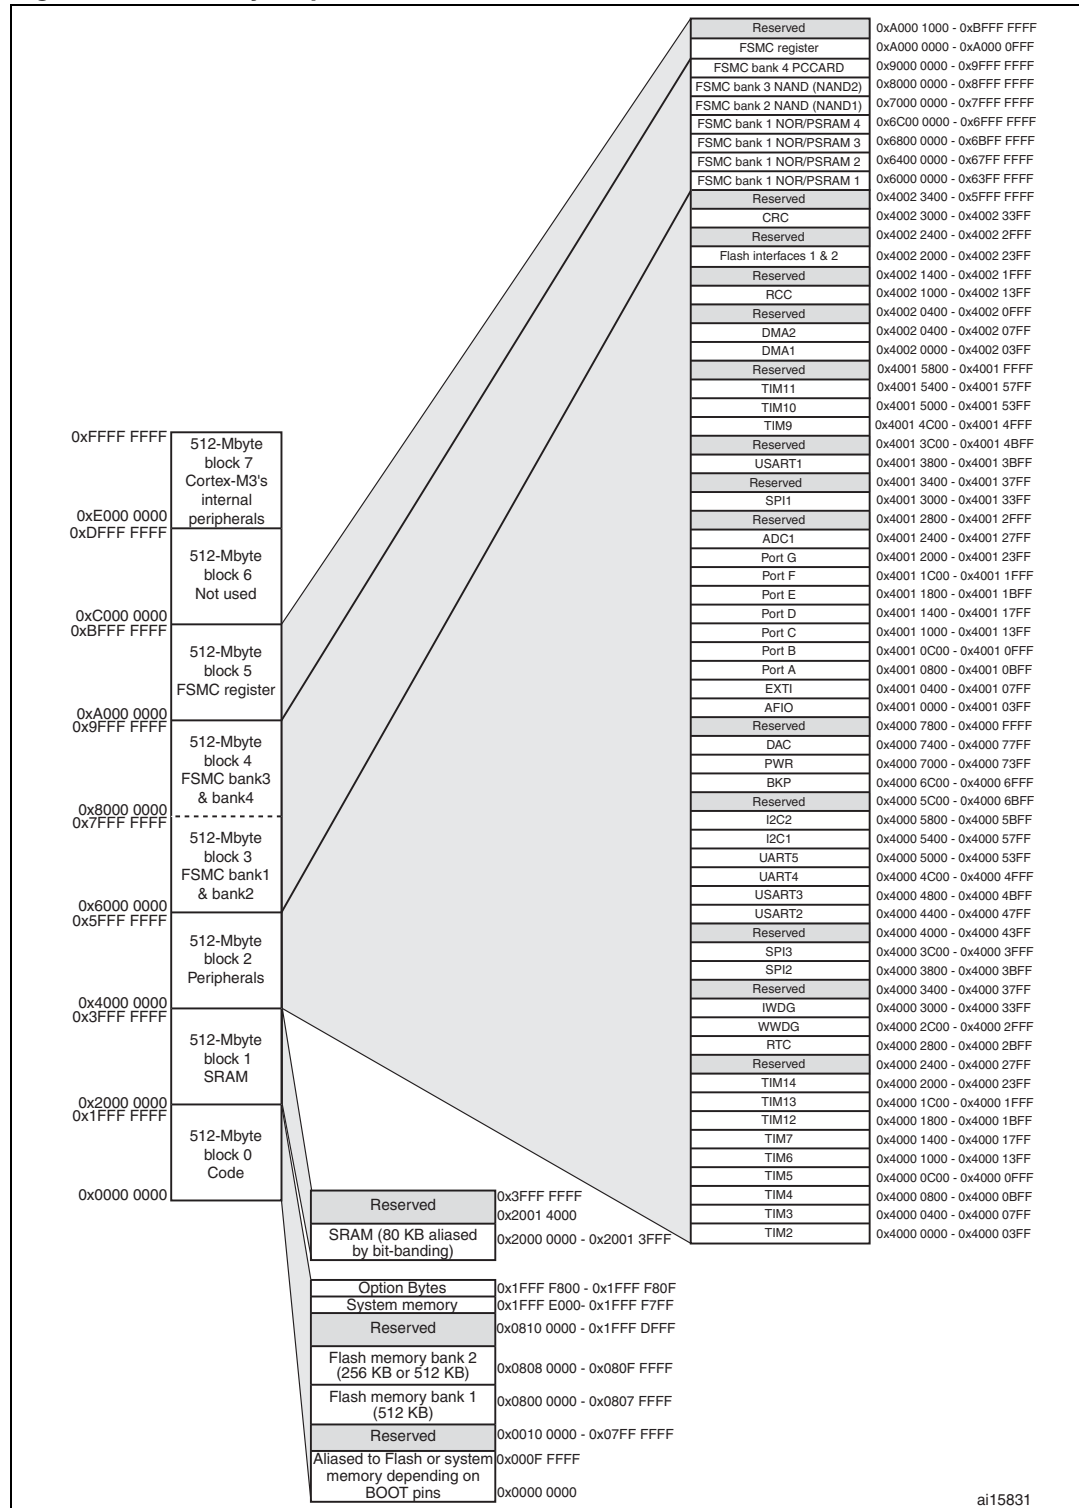 Reserved 0xA000 1000 - 0xBFFF FFFF
FSMC register 0xA000 0000 - 0xA000 0FFF
FSMC bank 4 PCCARD 0x9000 0000 - 0x9FFF FFFF
FSMC bank 3 NAND (NAND2) 0x8000 0000 - 0x8FFF FFFF
FSMC bank 2 NAND (NAND1) 0x7000 0000 - 0x7FFF FFFF
FSMC bank 1 NOR/PSRAM 4 0x6C00 0000 - 0x6FFF FFFF
FSMC bank 1 NOR/PSRAM 3 0x6800 0000 - 0x6BFF FFFF
FSMC bank 1 NOR/PSRAM 2 0x6400 0000 - 0x67FF FFFF
FSMC bank 1 NOR/PSRAM 1 0x6000 0000 - 0x63FF FFFF
Reserved 0x4002 3400 - 0x5FFF FFFF
CRC 0x4002 3000 - 0x4002 33FF
Reserved 0x4002 2400 - 0x4002 2FFF
Flash interfaces 1 & 2 0x4002 2000 - 0x4002 23FF
Reserved 0x4002 1400 - 0x4002 1FFF
RCC 0x4002 1000 - 0x4002 13FF
Reserved 0x4002 0400 - 0x4002 0FFF
DMA2 0x4002 0400 - 0x4002 07FF
DMA1 0x4002 0000 - 0x4002 03FF
Reserved 0x4001 5800 - 0x4001 FFFF
TIM11 0x4001 5400 - 0x4001 57FF
TIM10 0x4001 5000 - 0x4001 53FF
TIM9 0x4001 4C00 - 0x4001 4FFF
Reserved 0x4001 3C00 - 0x4001 4BFF
USART1 0x4001 3800 - 0x4001 3BFF
Reserved 0x4001 3400 - 0x4001 37FF
SPI1 0x4001 3000 - 0x4001 33FF
Reserved 0x4001 2800 - 0x4001 2FFF
ADC1 0x4001 2400 - 0x4001 27FF
Port G 0x4001 2000 - 0x4001 23FF
Port F 0x4001 1C00 - 0x4001 1FFF
Port E 0x4001 1800 - 0x4001 1BFF
Port D 0x4001 1400 - 0x4001 17FF
Port C 0x4001 1000 - 0x4001 13FF
Port B 0x4001 0C00 - 0x4001 0FFF
Port A 0x4001 0800 - 0x4001 0BFF
EXTI 0x4001 0400 - 0x4001 07FF
AFIO 0x4001 0000 - 0x4001 03FF
Reserved 0x4000 7800 - 0x4000 FFFF
DAC 0x4000 7400 - 0x4000 77FF
PWR 0x4000 7000 - 0x4000 73FF
BKP 0x4000 6C00 - 0x4000 6FFF
Reserved 0x4000 5C00 - 0x4000 6BFF
I2C2 0x4000 5800 - 0x4000 5BFF
I2C1 0x4000 5400 - 0x4000 57FF
UART5 0x4000 5000 - 0x4000 53FF
UART4 0x4000 4C00 - 0x4000 4FFF
USART3 0x4000 4800 - 0x4000 4BFF
USART2 0x4000 4400 - 0x4000 47FF
Reserved 0x4000 4000 - 0x4000 43FF
SPI3 0x4000 3C00 - 0x4000 3FFF
SPI2 0x4000 3800 - 0x4000 3BFF
Reserved 0x4000 3400 - 0x4000 37FF
IWDG 0x4000 3000 - 0x4000 33FF
WWDG 0x4000 2C00 - 0x4000 2FFF
RTC 0x4000 2800 - 0x4000 2BFF
Reserved 0x4000 2400 - 0x4000 27FF
TIM14 0x4000 2000 - 0x4000 23FF
TIM13 0x4000 1C00 - 0x4000 1FFF
TIM12 0x4000 1800 - 0x4000 1BFF
TIM7 0x4000 1400 - 0x4000 17FF
TIM6 0x4000 1000 - 0x4000 13FF
TIM5 0x4000 0C00 - 0x4000 0FFF
TIM4 0x4000 0800 - 0x4000 0BFF
TIM3 0x4000 0400 - 0x4000 07FF
TIM2 0x4000 0000 - 0x4000 03FF
0xFFFF FFFF
512-Mbyte
block 7
Cortex-M3's
internal
peripherals
0xE000 0000
0xDFFF FFFF
512-Mbyte
block 6
Not used
0xC000 0000
0xBFFF FFFF
512-Mbyte
block 5
FSMC register
0xA000 0000
0x9FFF FFFF
512-Mbyte
block 4
FSMC bank3
& bank4
0x8000 0000
0x7FFF FFFF
512-Mbyte
block 3
FSMC bank1
& bank2
0x6000 0000
0x5FFF FFFF
512-Mbyte
block 2
Peripherals
0x4000 0000
0x3FFF FFFF
512-Mbyte
block 1
SRAM
0x2000 0000
0x1FFF FFFF
512-Mbyte
block 0
Code
0x0000 0000
0x3FFF FFFF
Reserved
0x2001 4000
SRAM (80 KB aliased
by bit-banding)
0x2000 0000 - 0x2001 3FFF
Option Bytes 0x1FFF F800 - 0x1FFF F80F
System memory 0x1FFF E000- 0x1FFF F7FF
Reserved 0x0810 0000 - 0x1FFF DFFF
Flash memory bank 2
(256 KB or 512 KB)
0x0808 0000 - 0x080F FFFF
Flash memory bank 1
(512 KB)
0x0800 0000 - 0x0807 FFFF
Reserved 0x0010 0000 - 0x07FF FFFF
Aliased to Flash or system 0x000F FFFF
memory depending on
BOOT pins 0x0000 0000
ai15831